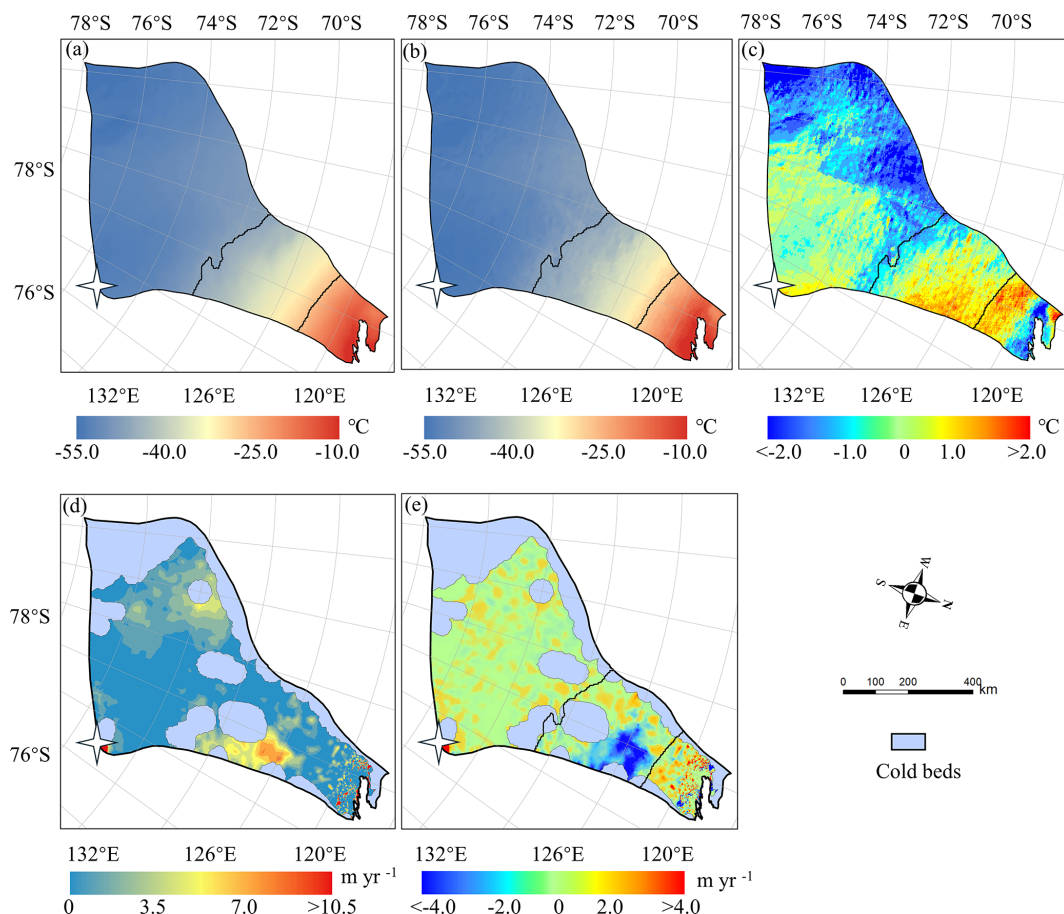 78°S 76°S 74°S 72°S 70°S
78°S 76°S 74°S 72°S 70°S
78°S 76°S 74°S 72°S 70°S
(a)
(b)
(c)
78°S
76°S
132°E 126°E 120°E
132°E 126°E 120°E
132°E 126°E 120°E
℃
-55.0 -40.0 -25.0 -10.0
℃
-55.0 -40.0 -25.0 -10.0
℃
<-2.0 -1.0 0 1.0 >2.0
(d)
(e)
78°S
76°S
W
S
N
E
0 100 200 400 km
Cold beds
132°E 126°E 120°E
132°E 126°E 120°E
m yr -1
0 3.5 7.0 >10.5
m yr -1
<-4.0 -2.0 0 2.0 >4.0